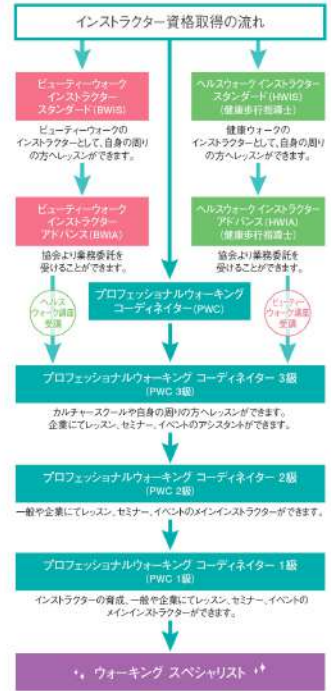 インストラクター資格取得の流れ
ビューティーウォーク
インストラクター
スタンダード(BWIS)
ビューティーウォークの
インストラクターとして、自身の周り
の方へレッスンができます。
ビューティーウォーク
インストラクター
アドバンス(BWIA)
協会より業務委託を
受けることができます。
ヘルス
ウォーク講座
受講
ヘルスウォーク インストラクター
スタンダード(HWIS)
(健康歩行指導士)
健康ウォークの
インストラクターとして、自身の周り
の方へレッスンができます。
ヘルスウォーク インストラクター
アドバンス(HWIA)
(健康歩行指導士)
協会より業務委託を
受けることができます。
ビューティー
ウォーク講座
受講
プロフェッショナルウォーキング
コーディネイター(PWC)
プロフェッショナルウォーキング コーディネイター 3級
(PWC 3級)
カルチャースクールや自身の周りの方へレッスンができます。
企業にてレッスン、セミナー、イベントのアシスタントができます。
プロフェッショナルウォーキング コーディネイター 2級
(PWC 2級)
一般や企業にてレッスン、セミナー、イベントのメインインストラクターができます。
プロフェッショナルウォーキング コーディネイター 1級
(PWC 1級)
インストラクターの育成、一般や企業にてレッスン、セミナー、イベントの
メインインストラクターができます。
ウォーキング スペシャリスト